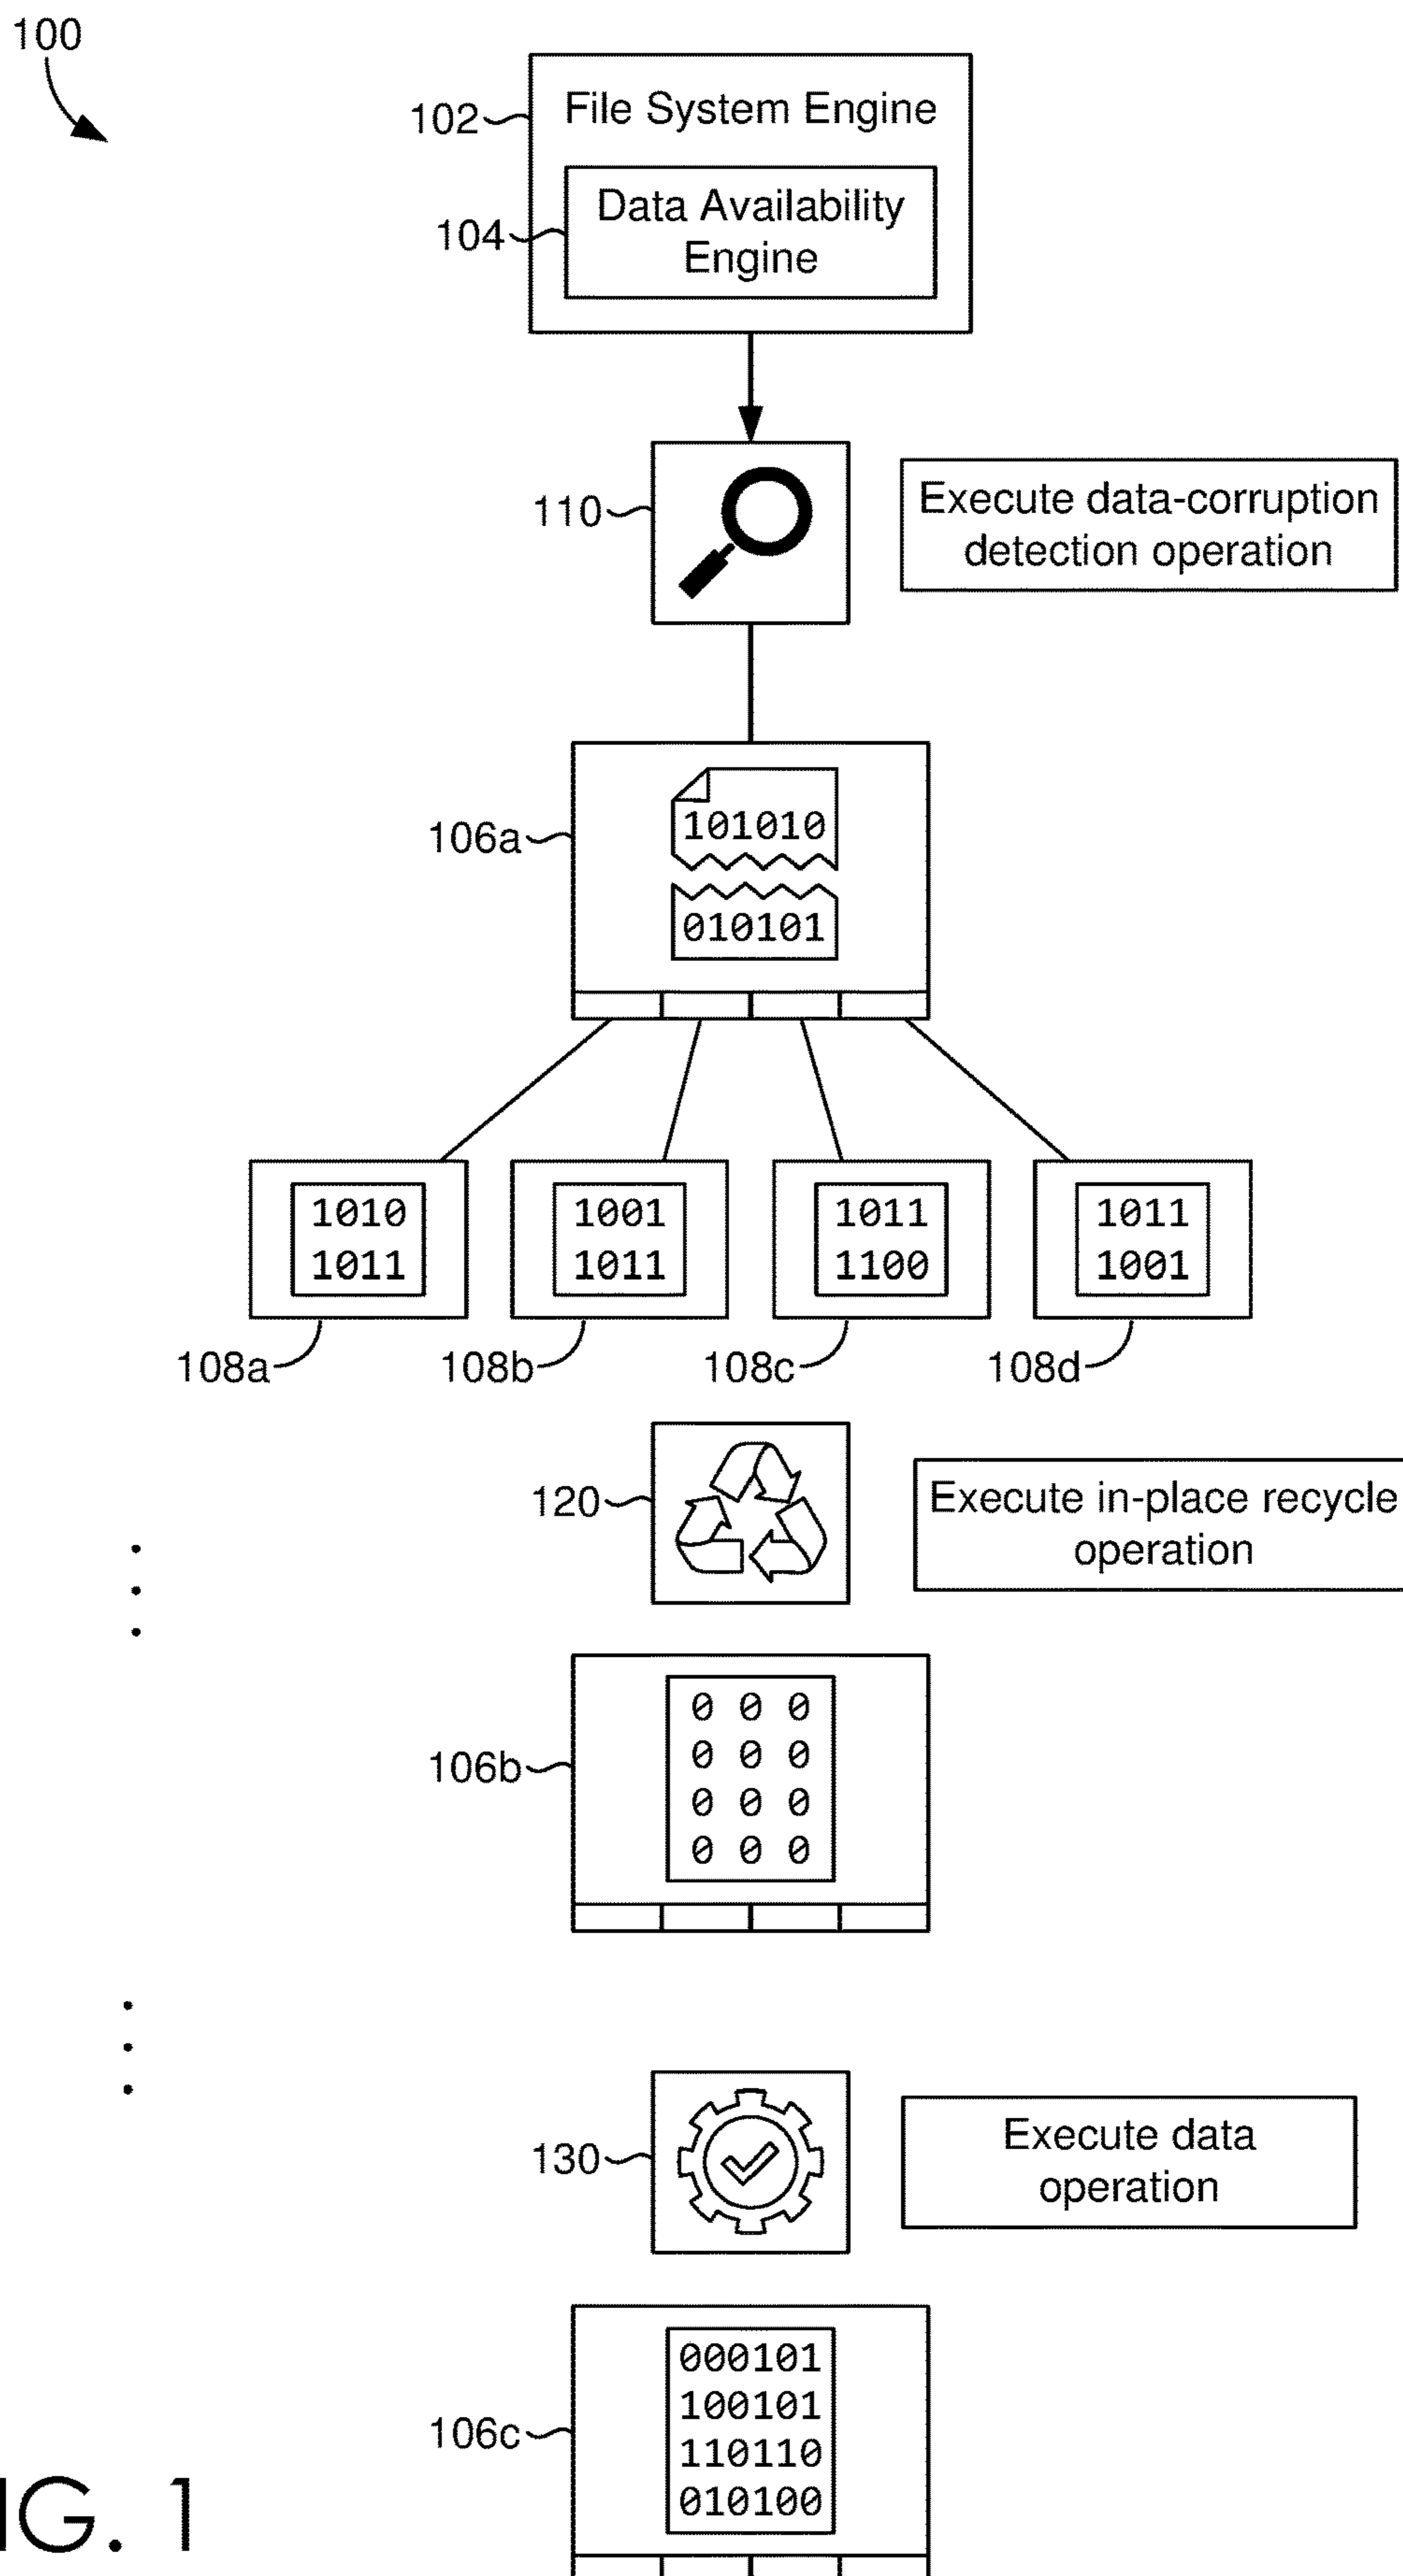 100
102
File System Engine
104
Data Availability
Engine
110
Execute data-corruption
detection operation
106a
101010
010101
1010
1011
1001
1011
1011
1100
1011
1001
108a
108b
108c
108d
120
Execute in-place recycle
operation
106b
0 0 0
0 0 0
0 0 0
0 0 0
130
Execute data
operation
106c
000101
100101
110110
010100
IG. 1